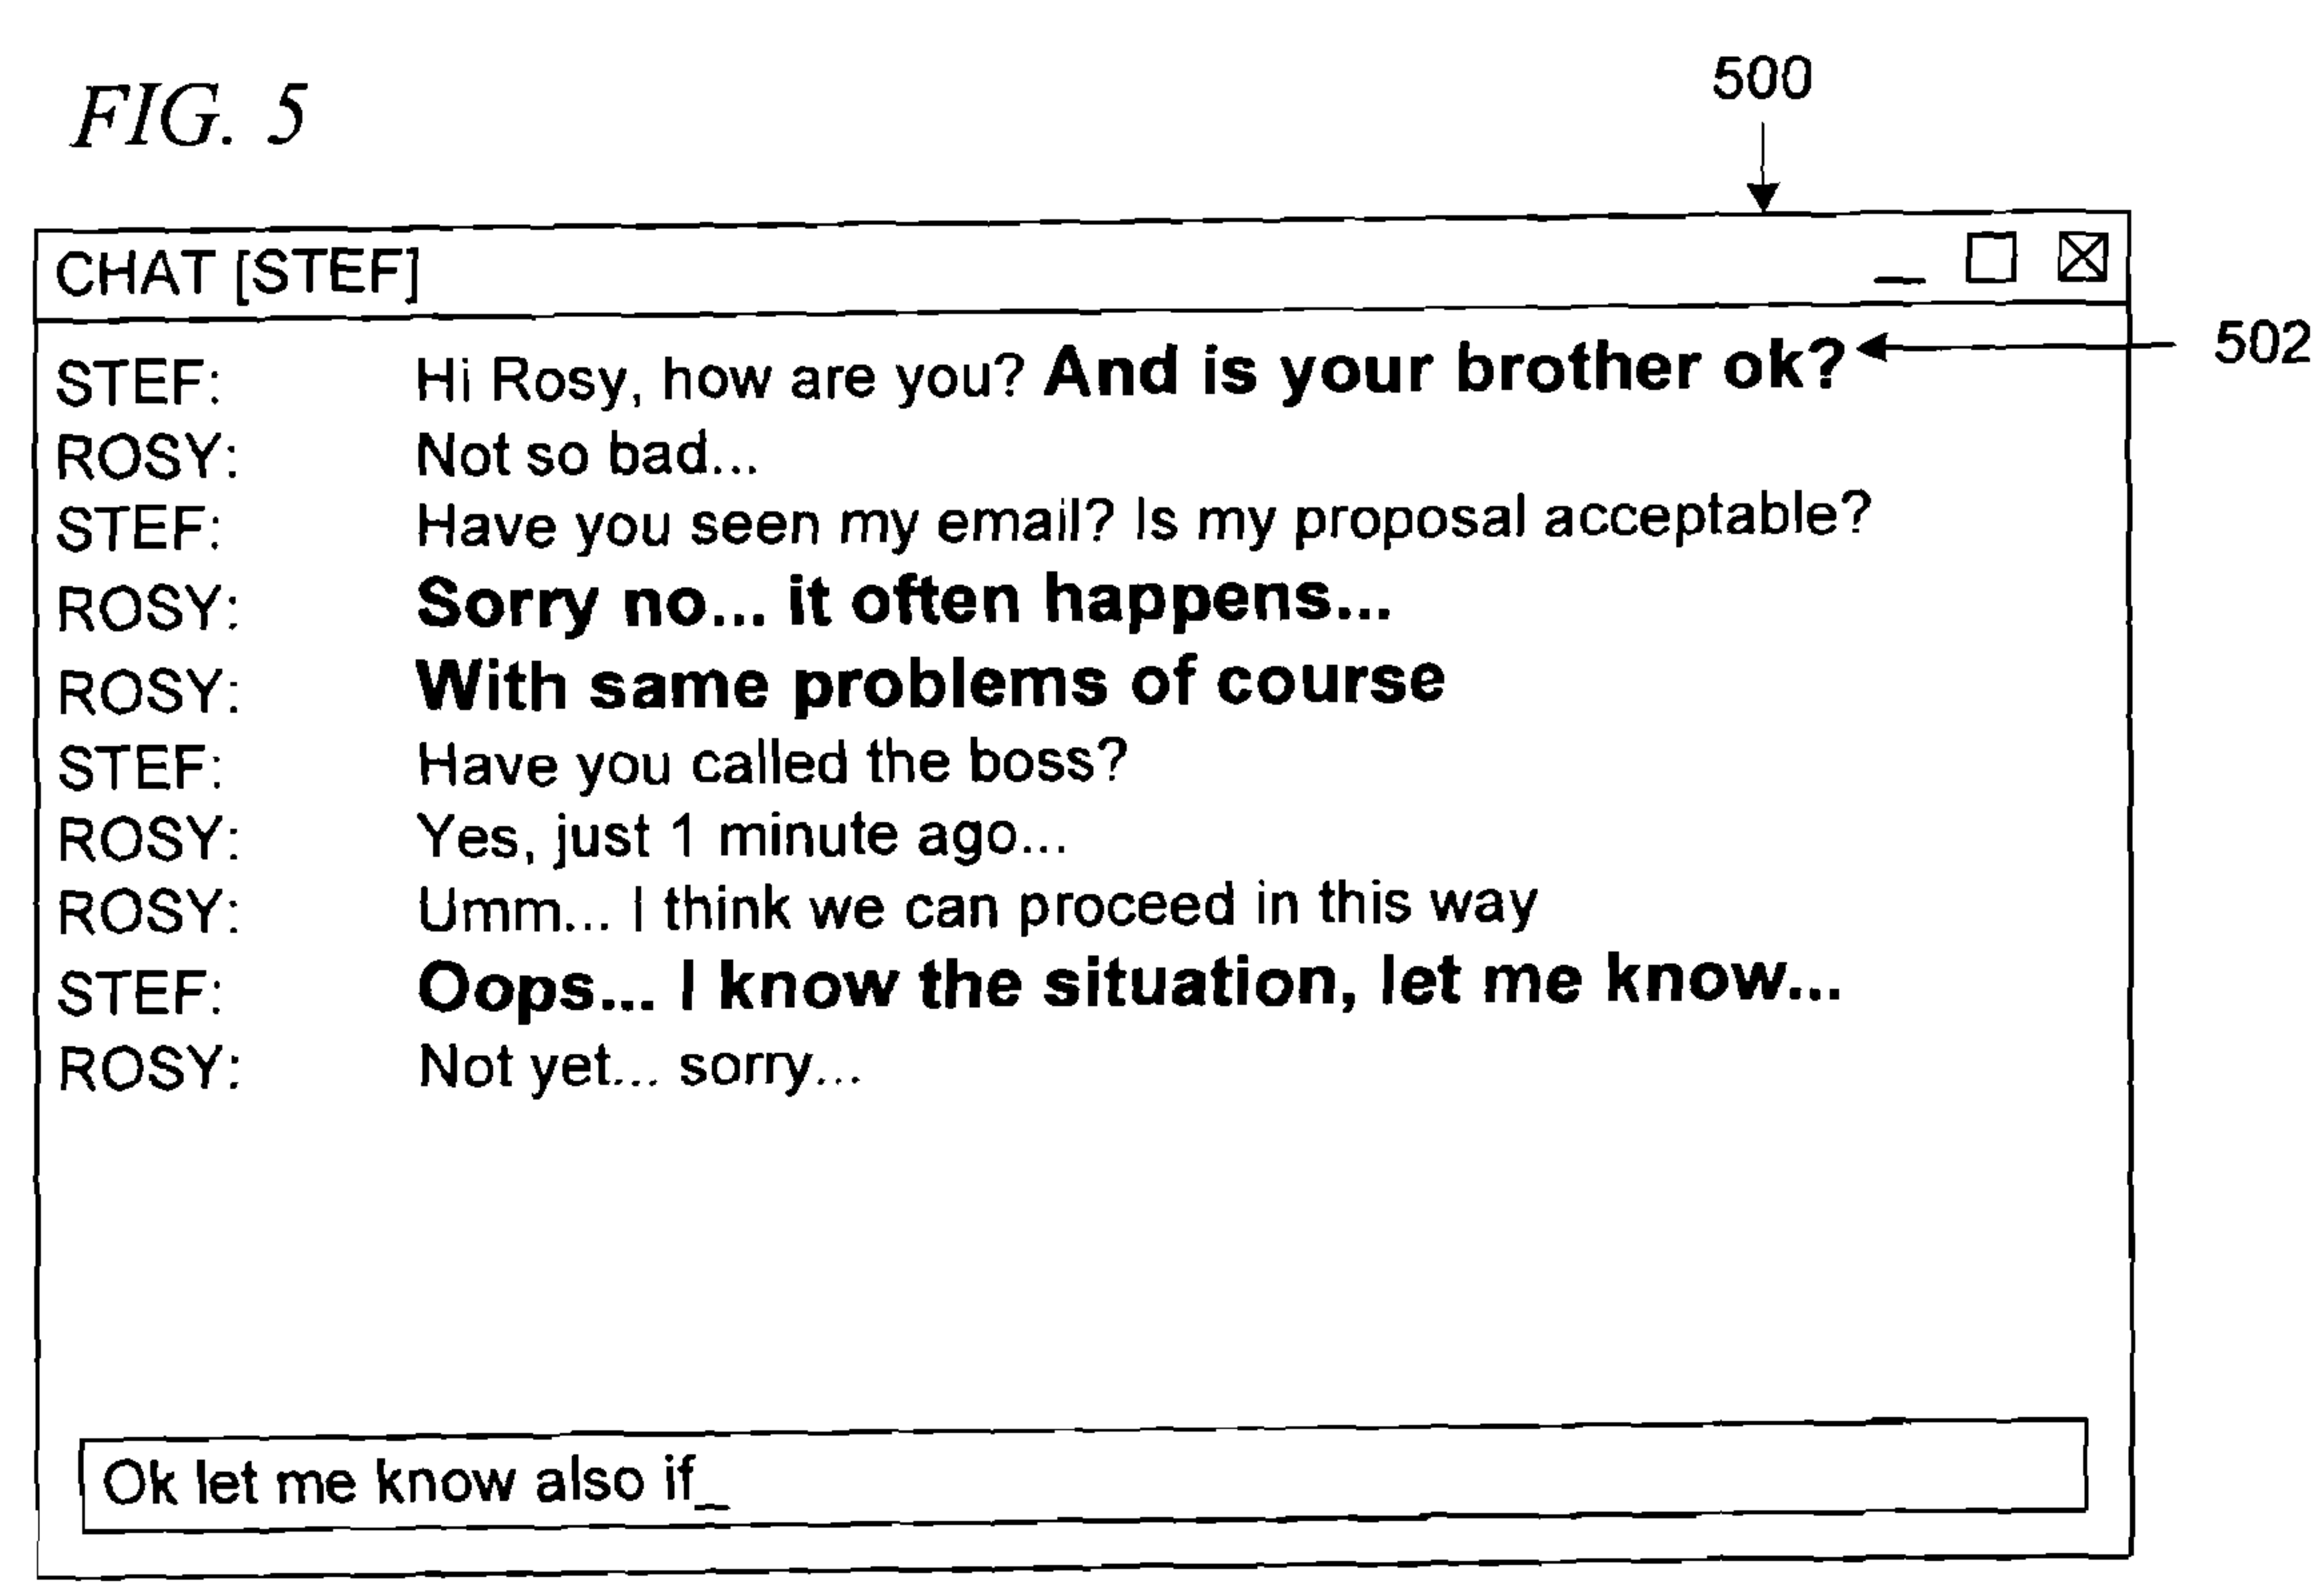 FIG. 5
500
CHAT [STEF]
STEF: Hi Rosy, how are you? And is your brother ok?
502
ROSY: Not so bad...
STEF: Have you seen my email? Is my proposal acceptable?
ROSY: Sorry no... it often happens...
ROSY: With same problems of course
STEF: Have you called the boss?
ROSY: Yes, just 1 minute ago...
ROSY: Umm... I think we can proceed in this way
STEF: Oops... I know the situation, let me know...
ROSY: Not yet... sorry...
Ok let me know also if_